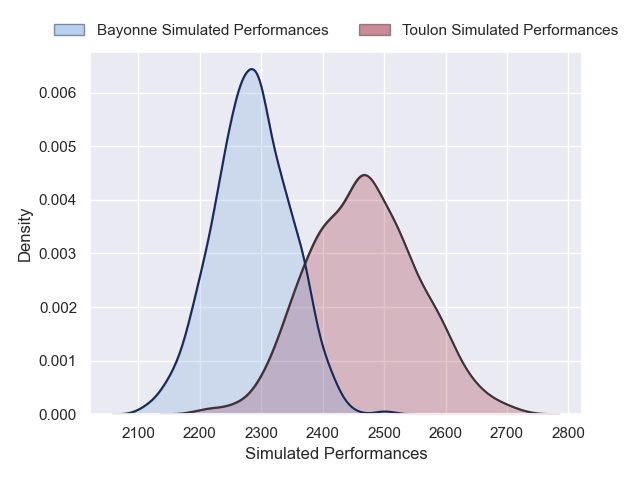 Bayonne Simulated Performances
Toulon Simulated Performances
0.006
0.005
0.004
0.003
0.002
0.001
0.000
Density
2100 2200 2300 2400 2500 2600 2700 2800
Simulated Performances